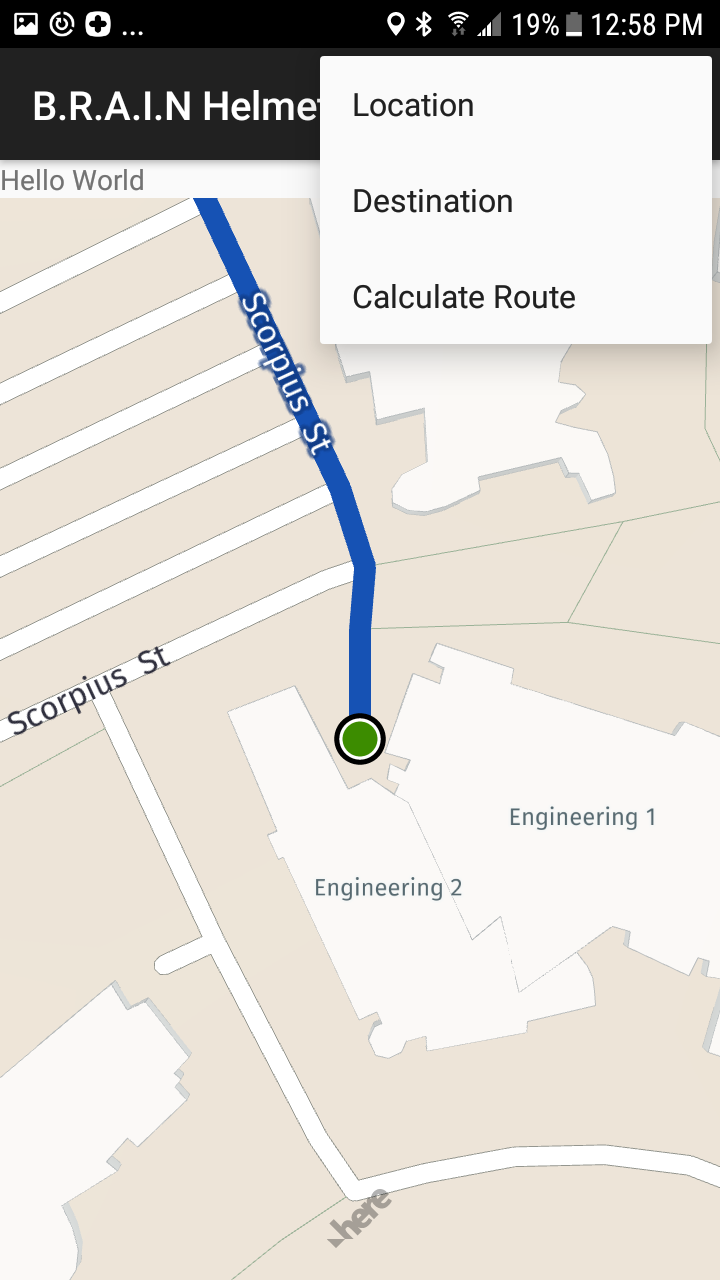 ... 19% 12:58 PM
B.R.A.I.N Helmet
Location
Hello World
Destination
Calculate Route
Scorpius St
Scorpius St
Engineering 1
Engineering 2
here